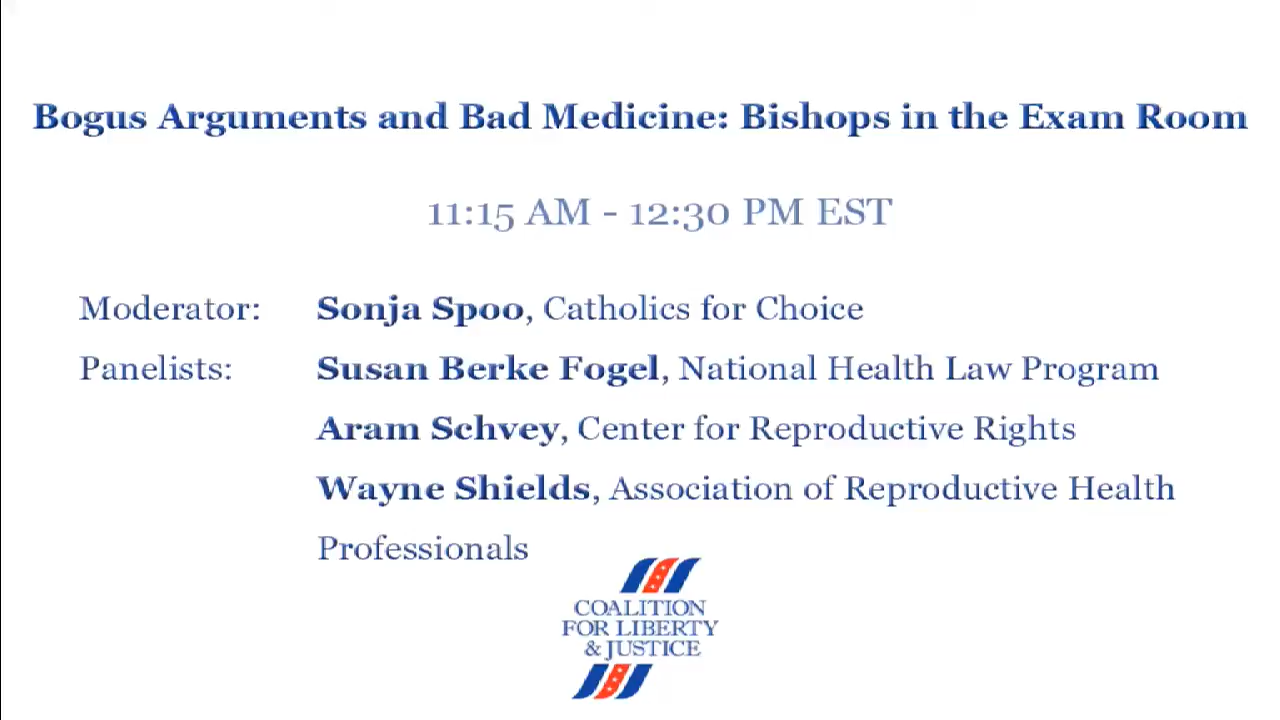 Bogus Arguments and Bad Medicine: Bishops in the Exam Room
11:15 AM - 12:30 PM EST
Moderator: Sonja Spoo, Catholics for Choice
Panelists: Susan Berke Fogel, National Health Law Program
Aram Schvey, Center for Reproductive Rights
Wayne Shields, Association of Reproductive Health
Professionals
COALITION
FOR LIBERTY
& JUSTICE